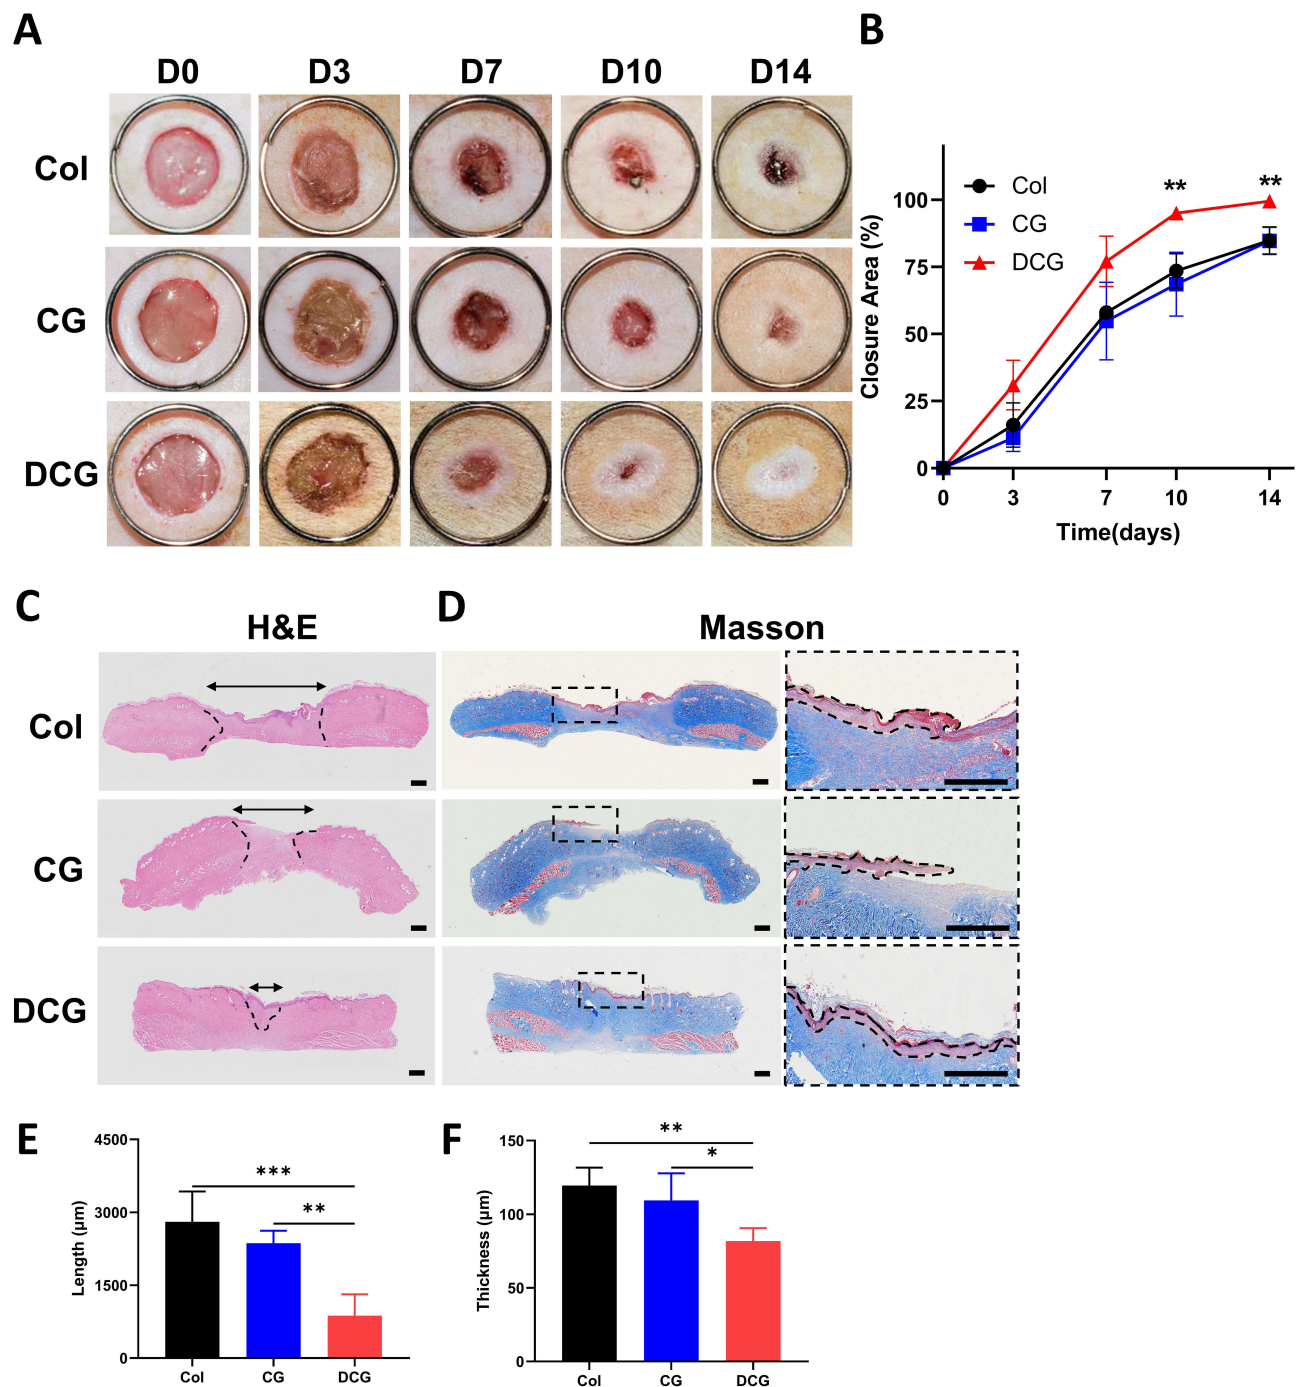 A
D0 D3 D7 D10 D14
Col
CG
DCG
B
Closure Area (%)
100
75
50
25
0
Col
CG
DCG
**
**
0 3 7 10 14
Time(days)
C
H&E
Col
CG
DCG
D
Masson
E
Length (μm)
4500
3000
1500
0
***
**
Col CG DCG
F
Thickness (μm)
150
100
50
0
**
*
Col CG DCG